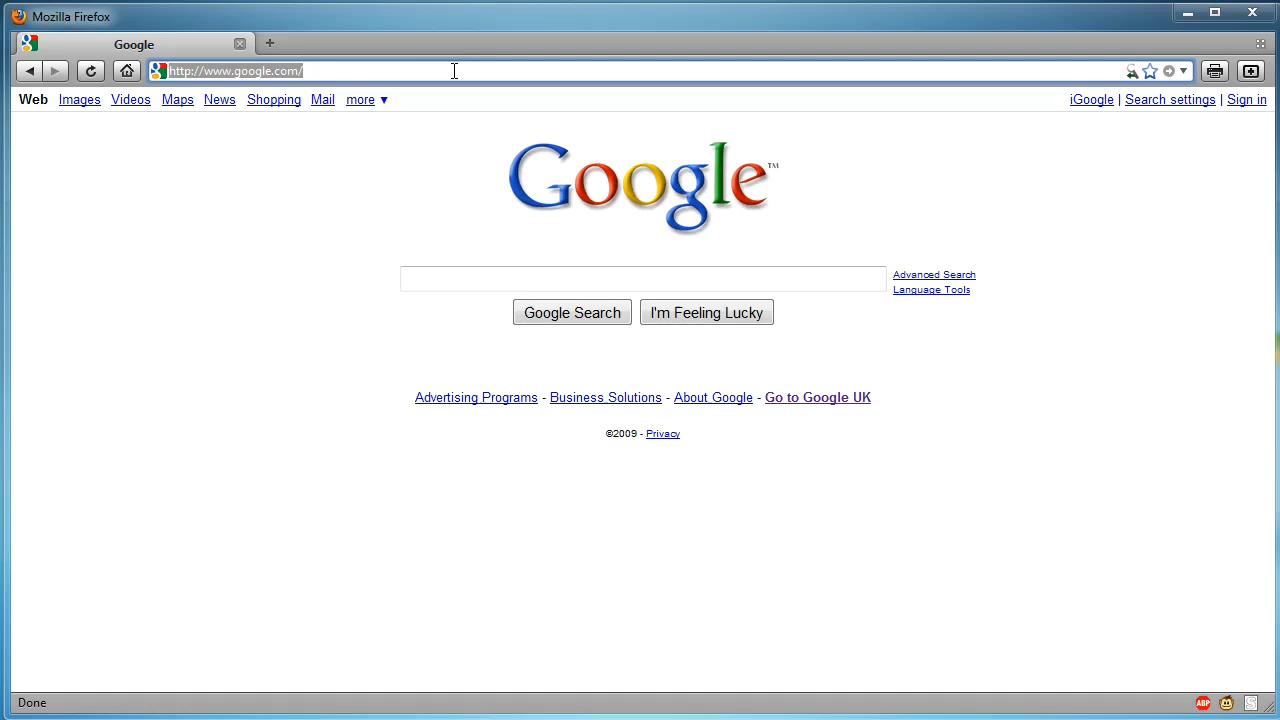 Mozilla Firefox
Google
http://www.google.com/
Web Images Videos Maps News Shopping Mail more ▼ iGoogle | Search settings | Sign in
Google™
Advanced Search
Language Tools
Google Search I'm Feeling Lucky
Advertising Programs - Business Solutions - About Google - Go to Google UK
©2009 - Privacy
Done ABP S